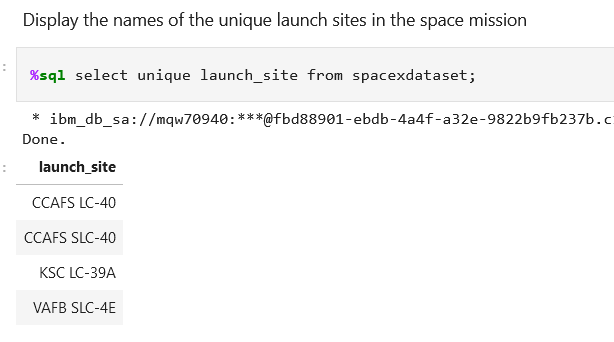 Display the names of the unique launch sites in the space mission
%sql select unique launch_site from spacexdataset;
* ibm_db_sa://mqw70940:***@fbd88901-ebdb-4a4f-a32e-9822b9fb237b.c
Done.
launch_site
CCAFS LC-40
CCAFS SLC-40
KSC LC-39A
VAFB SLC-4E